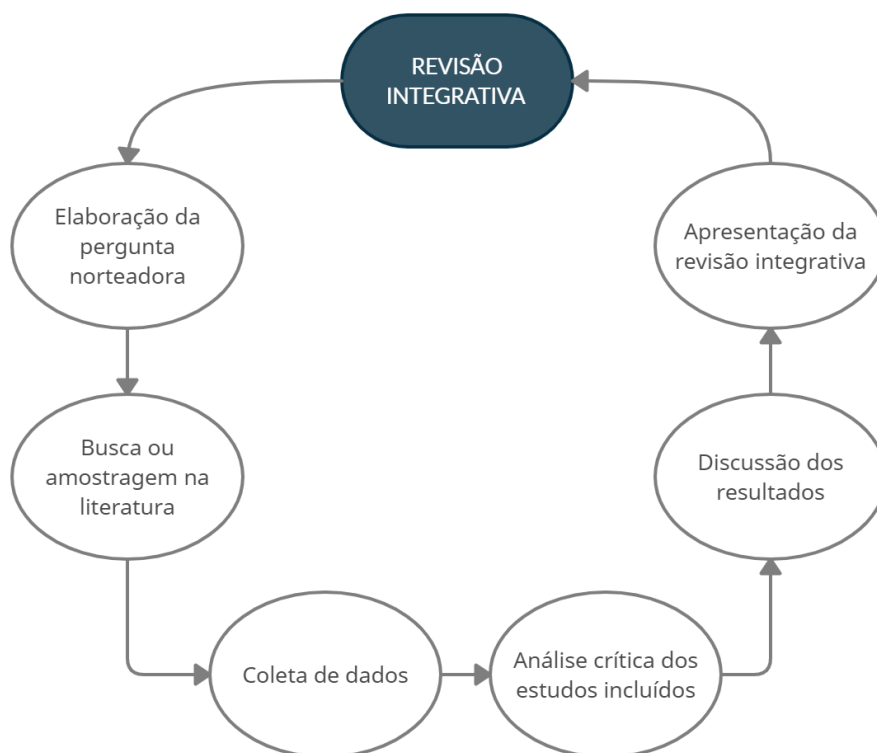 REVISÃO
INTEGRATIVA
Elaboração da
pergunta
norteadora
Busca ou
amostragem na
literatura
Coleta de dados
Análise crítica dos
estudos incluídos
Discussão dos
resultados
Apresentação da
revisão integrativa